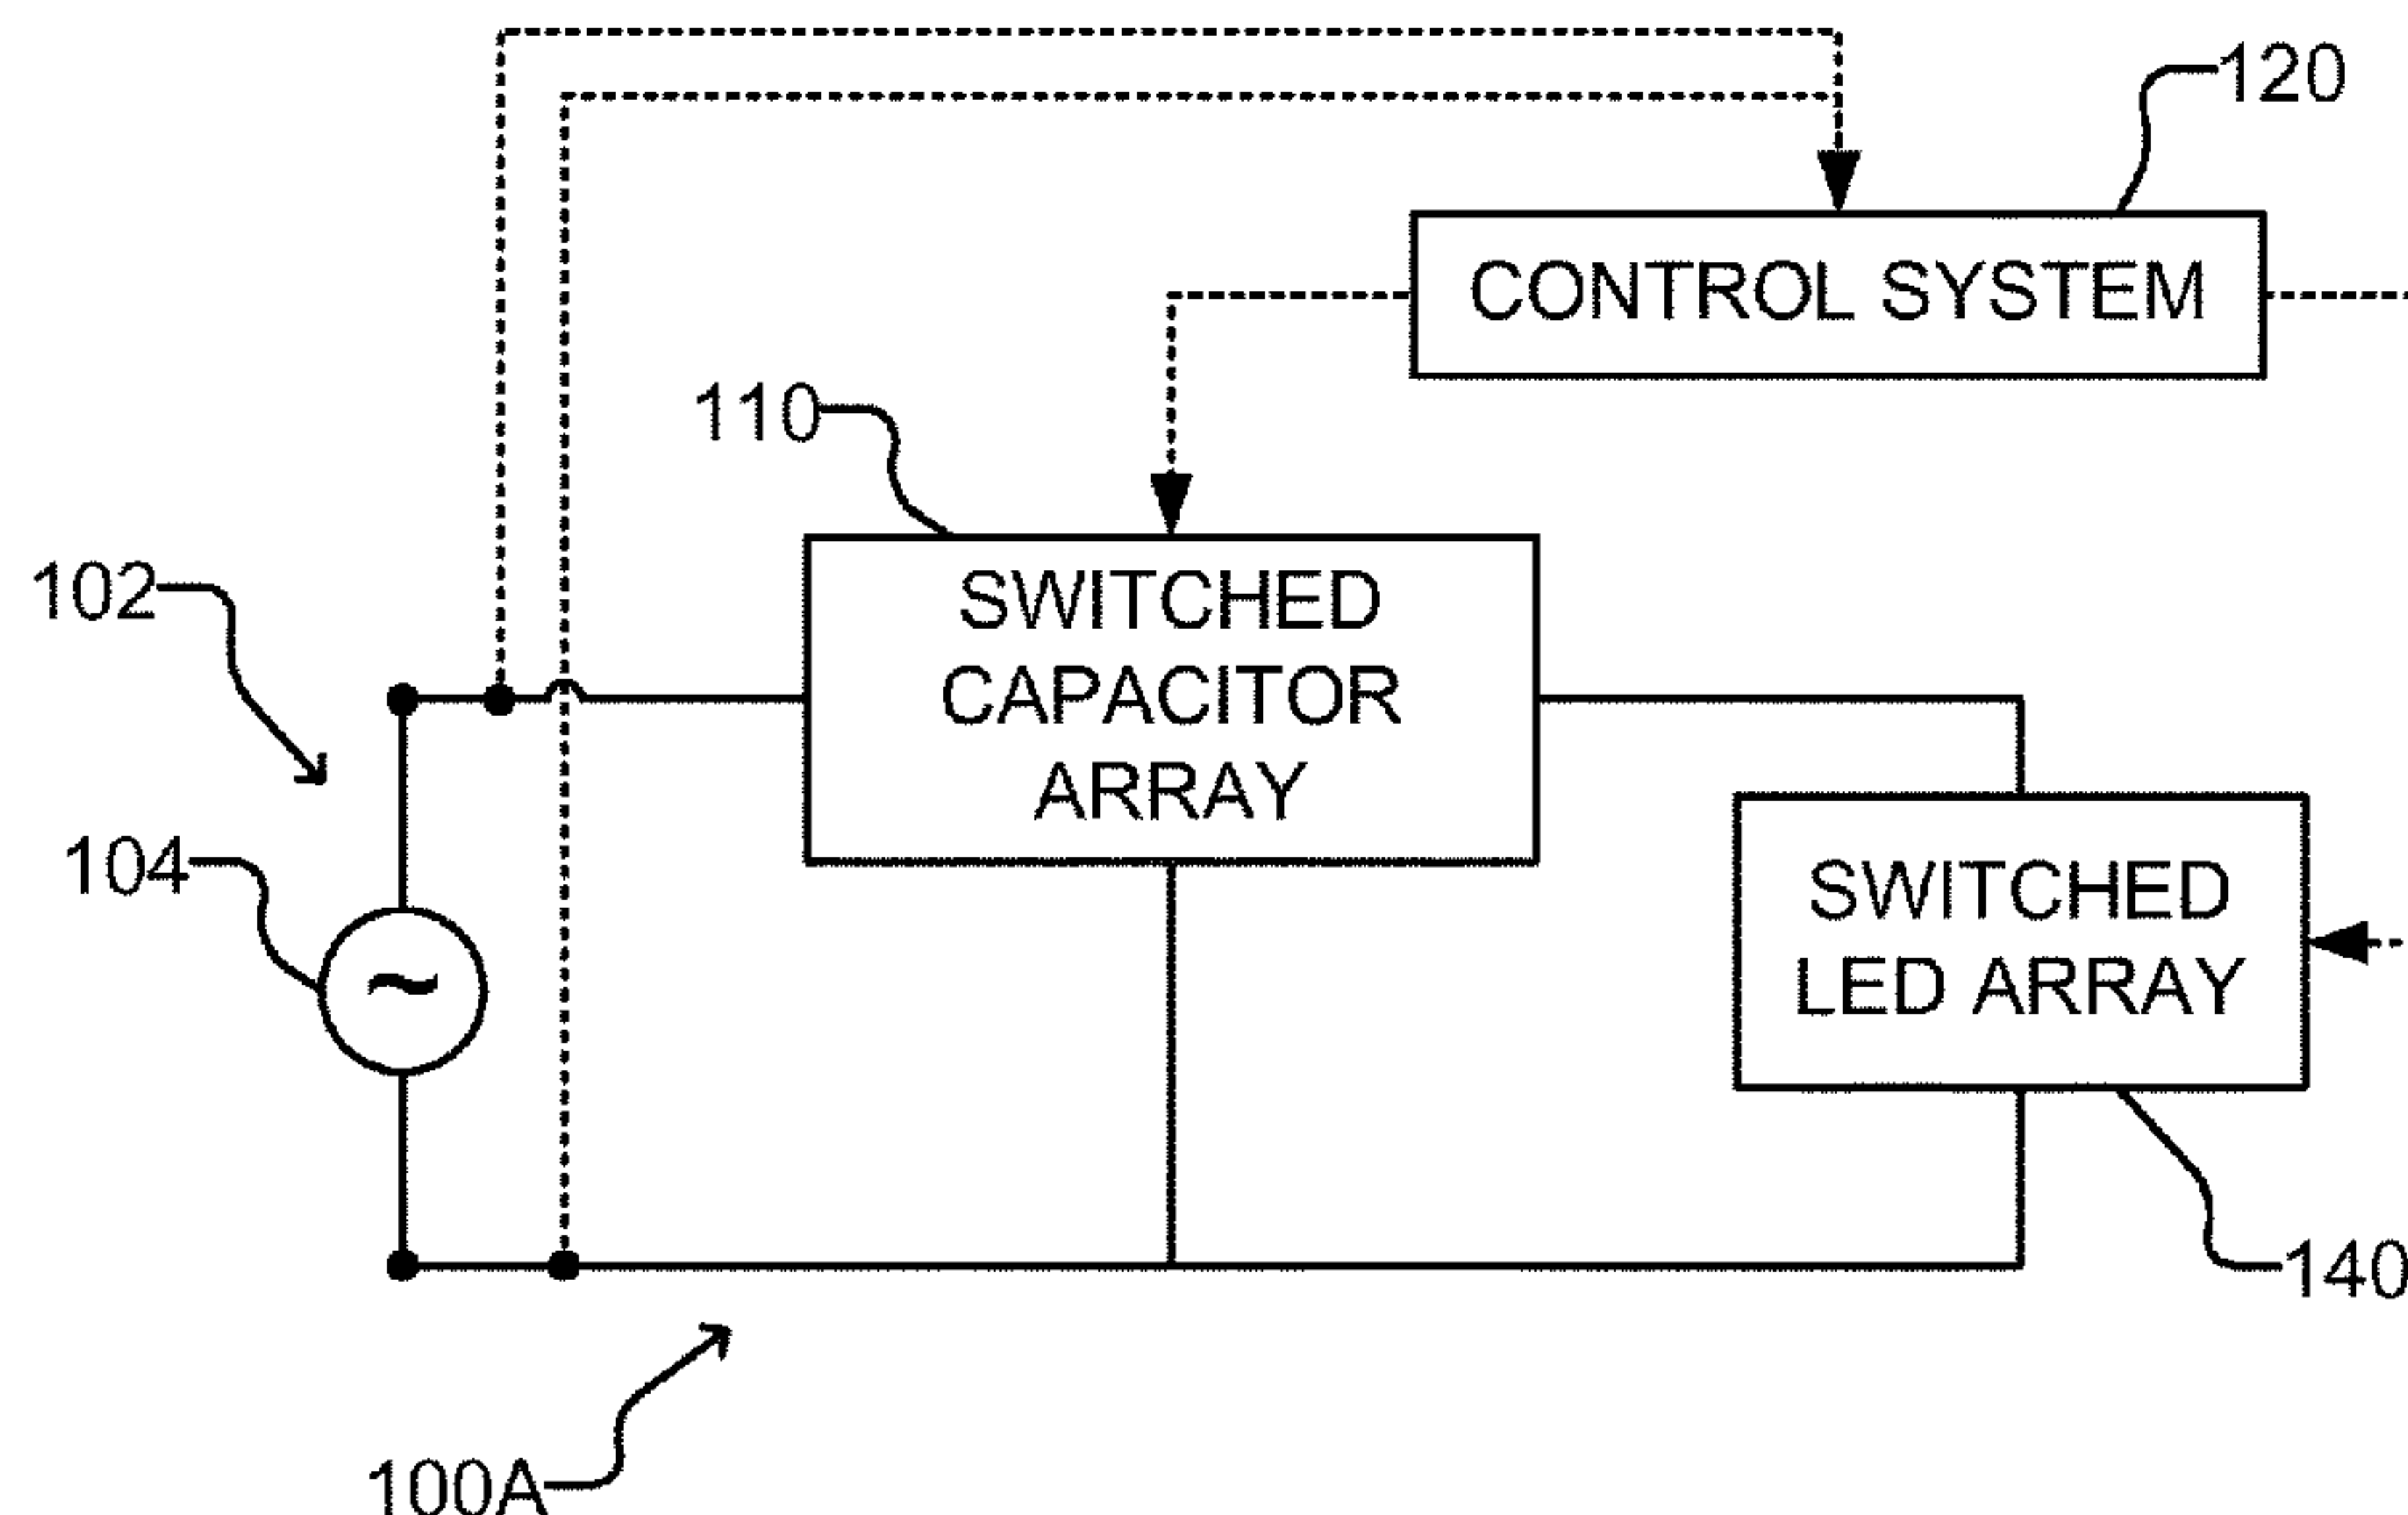 120
CONTROL SYSTEM
110
102
SWITCHED
CAPACITOR
ARRAY
104
~
SWITCHED
LED ARRAY
140
100A